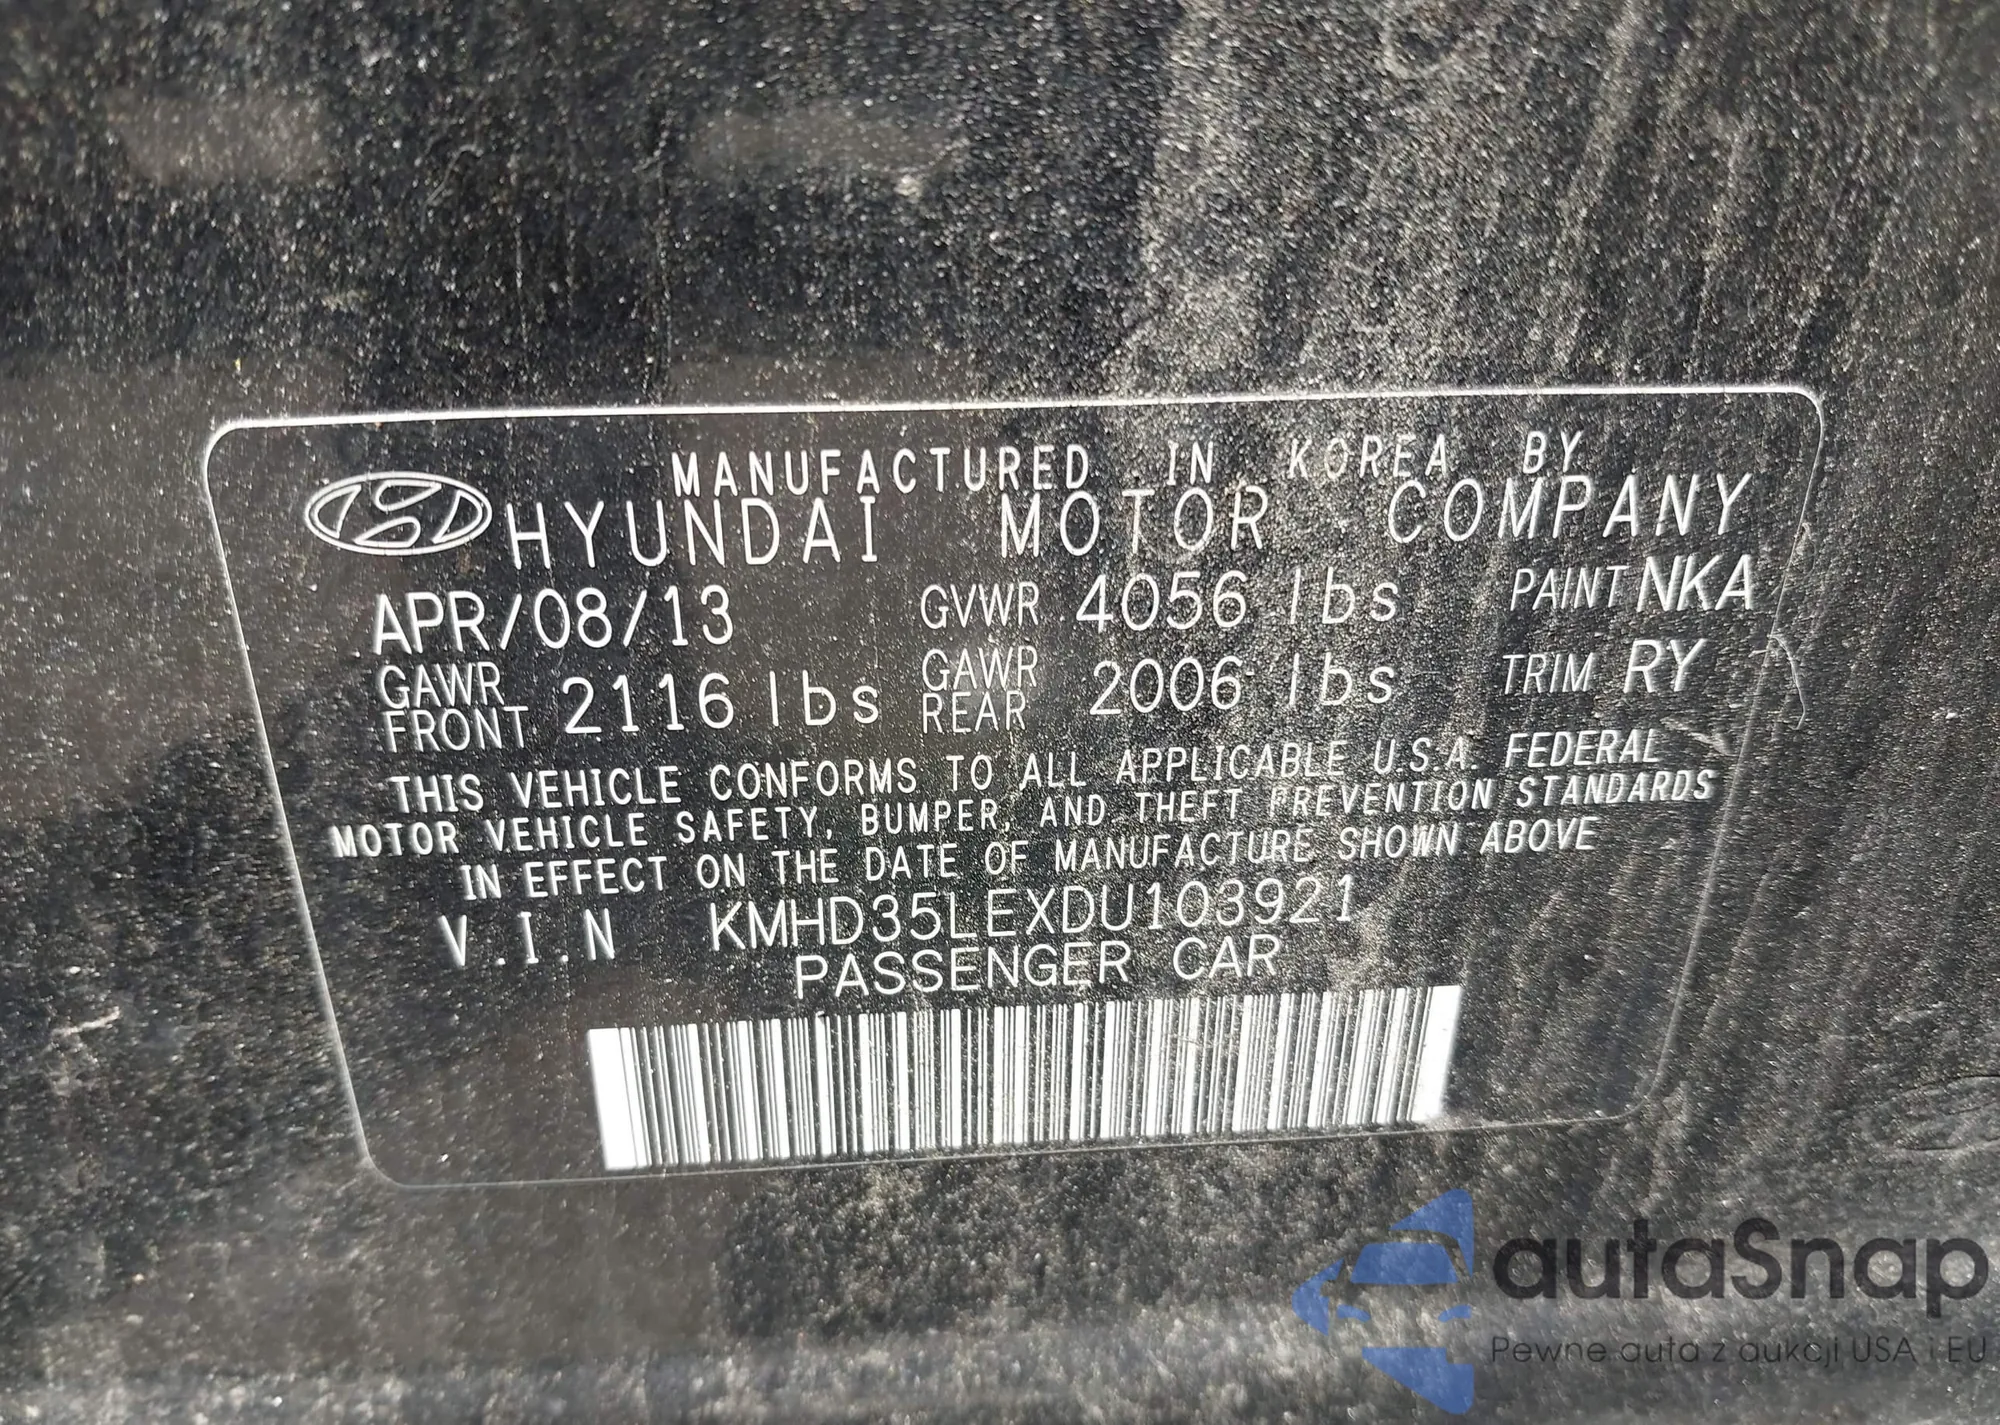 MANUFACTURED IN KOREA BY
HYUNDAI MOTOR COMPANY
APR/08/13 GVWR 4056 lbs PAINT NKA
GAWR FRONT 2116 lbs GAWR REAR 2006 lbs TRIM RY
THIS VEHICLE CONFORMS TO ALL APPLICABLE U.S.A. FEDERAL
MOTOR VEHICLE SAFETY, BUMPER, AND THEFT PREVENTION STANDARDS
IN EFFECT ON THE DATE OF MANUFACTURE SHOWN ABOVE
V.I.N KMHD35LEXDU103921
PASSENGER CAR
autaSnap
Pewne auta z aukcji USA i EU